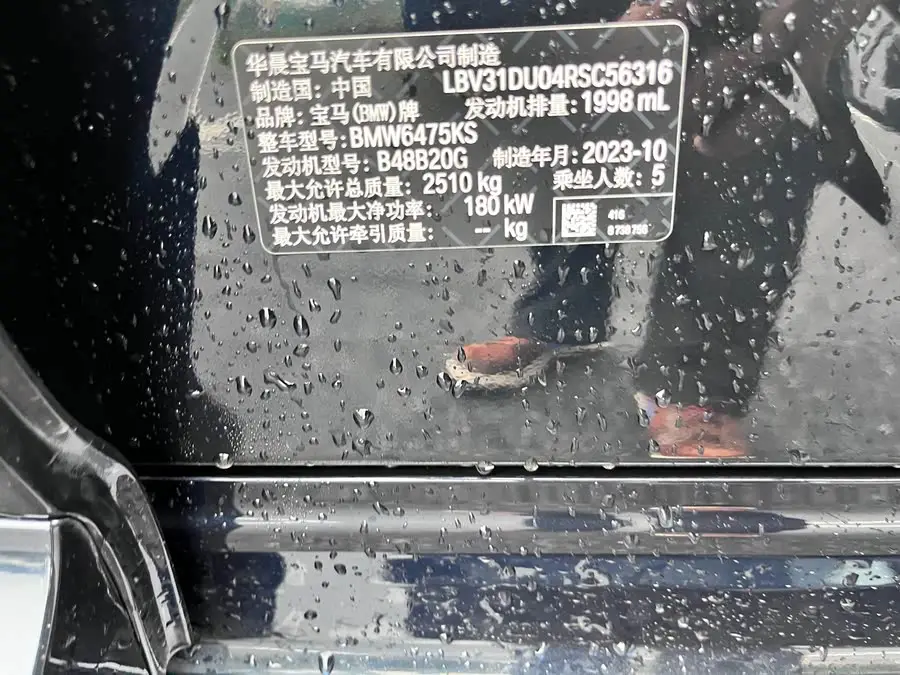 华晨宝马汽车有限公司制造
制造国：中国 LBV31DU04RSC56316
品牌：宝马(BMW)牌 发动机排量：1998 mL
整车型号：BMW6475KS
发动机型号：B48B20G 制造年月：2023-10
最大允许总质量：2510 kg 乘坐人数：5
发动机最大净功率：180 kW
最大允许牵引质量：-- kg
416